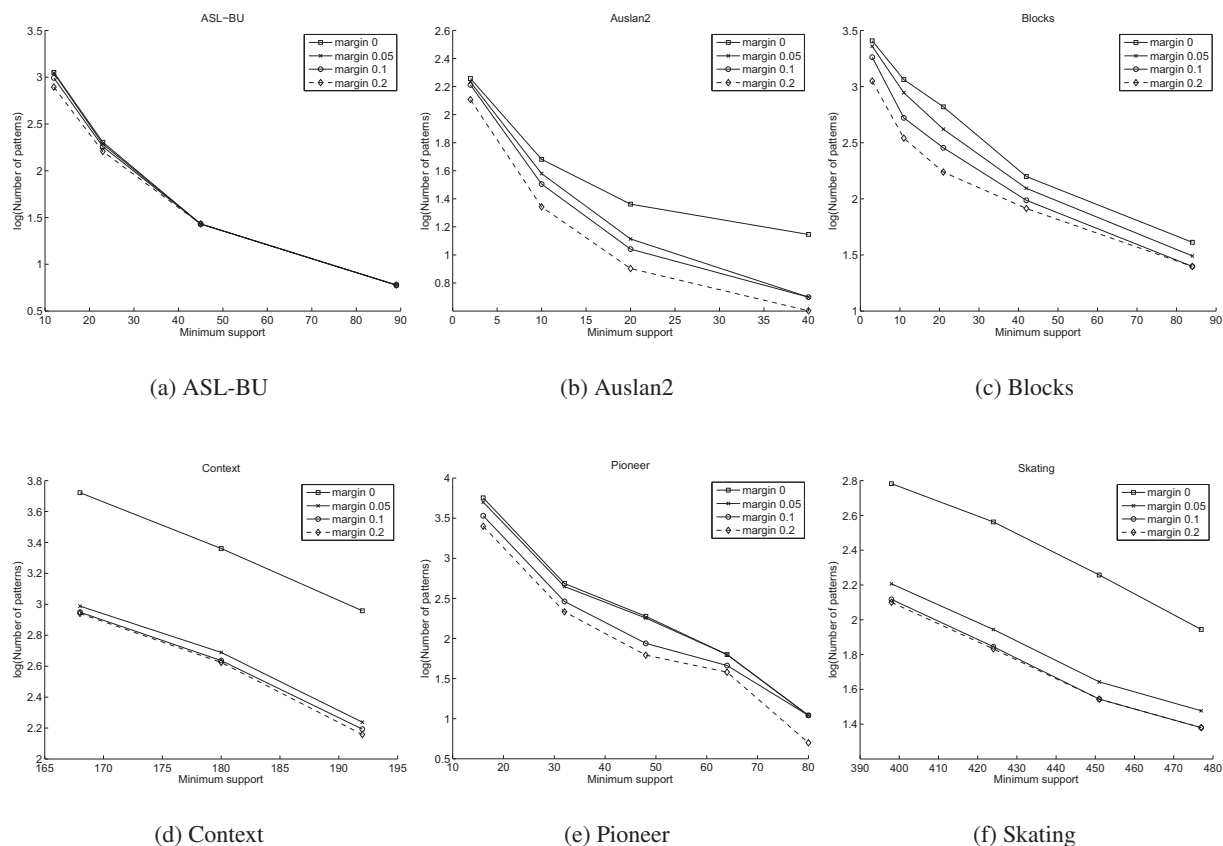 ASL−BU
3.5
3
2.5
2
1.5
1
0.5
log(Number of patterns)
10 20 30 40 50 60 70 80 90
Minimum support
margin 0
margin 0.05
margin 0.1
margin 0.2
(a) ASL-BU
Auslan2
2.6
2.4
2.2
2
1.8
1.6
1.4
1.2
1
0.8
log(Number of patterns)
0 5 10 15 20 25 30 35 40
Minimum support
margin 0
margin 0.05
margin 0.1
margin 0.2
(b) Auslan2
Blocks
3.5
3
2.5
2
1.5
1
log(Number of patterns)
0 10 20 30 40 50 60 70 80 90
Minimum support
margin 0
margin 0.05
margin 0.1
margin 0.2
(c) Blocks
Context
3.8
3.6
3.4
3.2
3
2.8
2.6
2.4
2.2
2
log(Number of patterns)
165 170 175 180 185 190 195
Minimum support
margin 0
margin 0.05
margin 0.1
margin 0.2
(d) Context
Pioneer
4
3.5
3
2.5
2
1.5
1
0.5
log(Number of patterns)
10 20 30 40 50 60 70 80
Minimum support
margin 0
margin 0.05
margin 0.1
margin 0.2
(e) Pioneer
Skating
2.8
2.6
2.4
2.2
2
1.8
1.6
1.4
log(Number of patterns)
390 400 410 420 430 440 450 460 470 480
Minimum support
margin 0
margin 0.05
margin 0.1
margin 0.2
(f) Skating